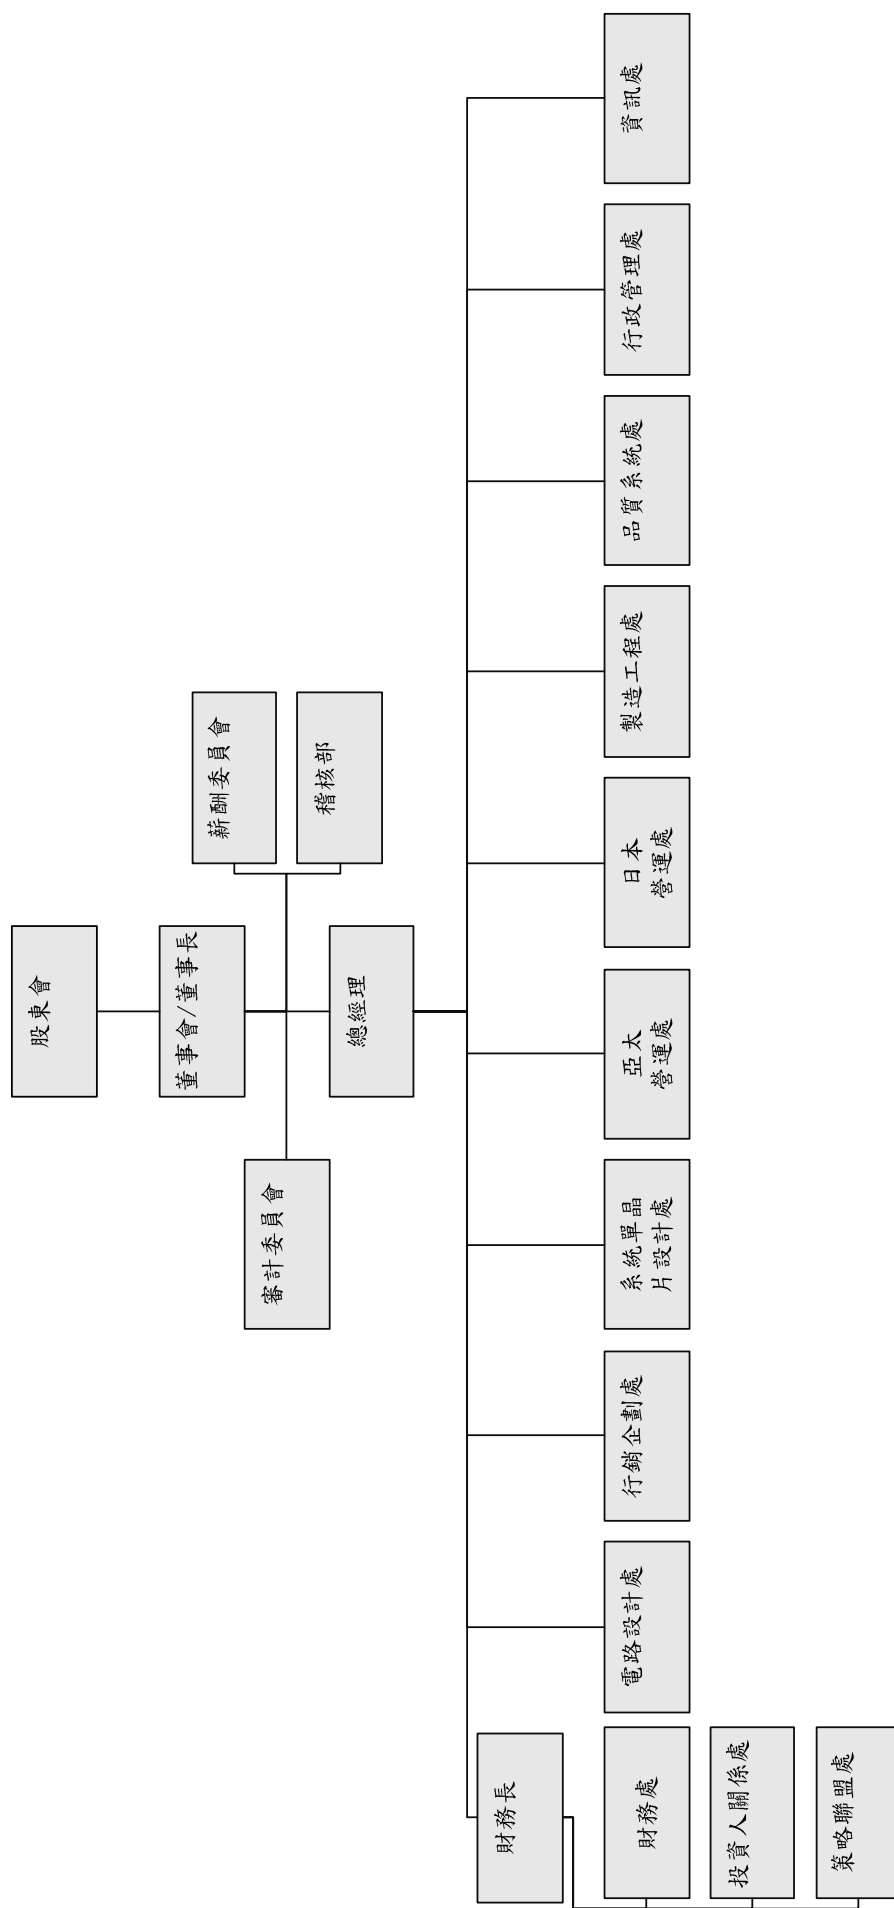 股東會
董事會/董事長
審計委員會
薪酬委員會
稽核部
總經理
財務長
財務處
投資人關係處
策略聯盟處
電路設計處
行銷企劃處
系統單晶
片設計處
亞太
營運處
日本
營運處
製造工程處
品質系統處
行政管理處
資訊處